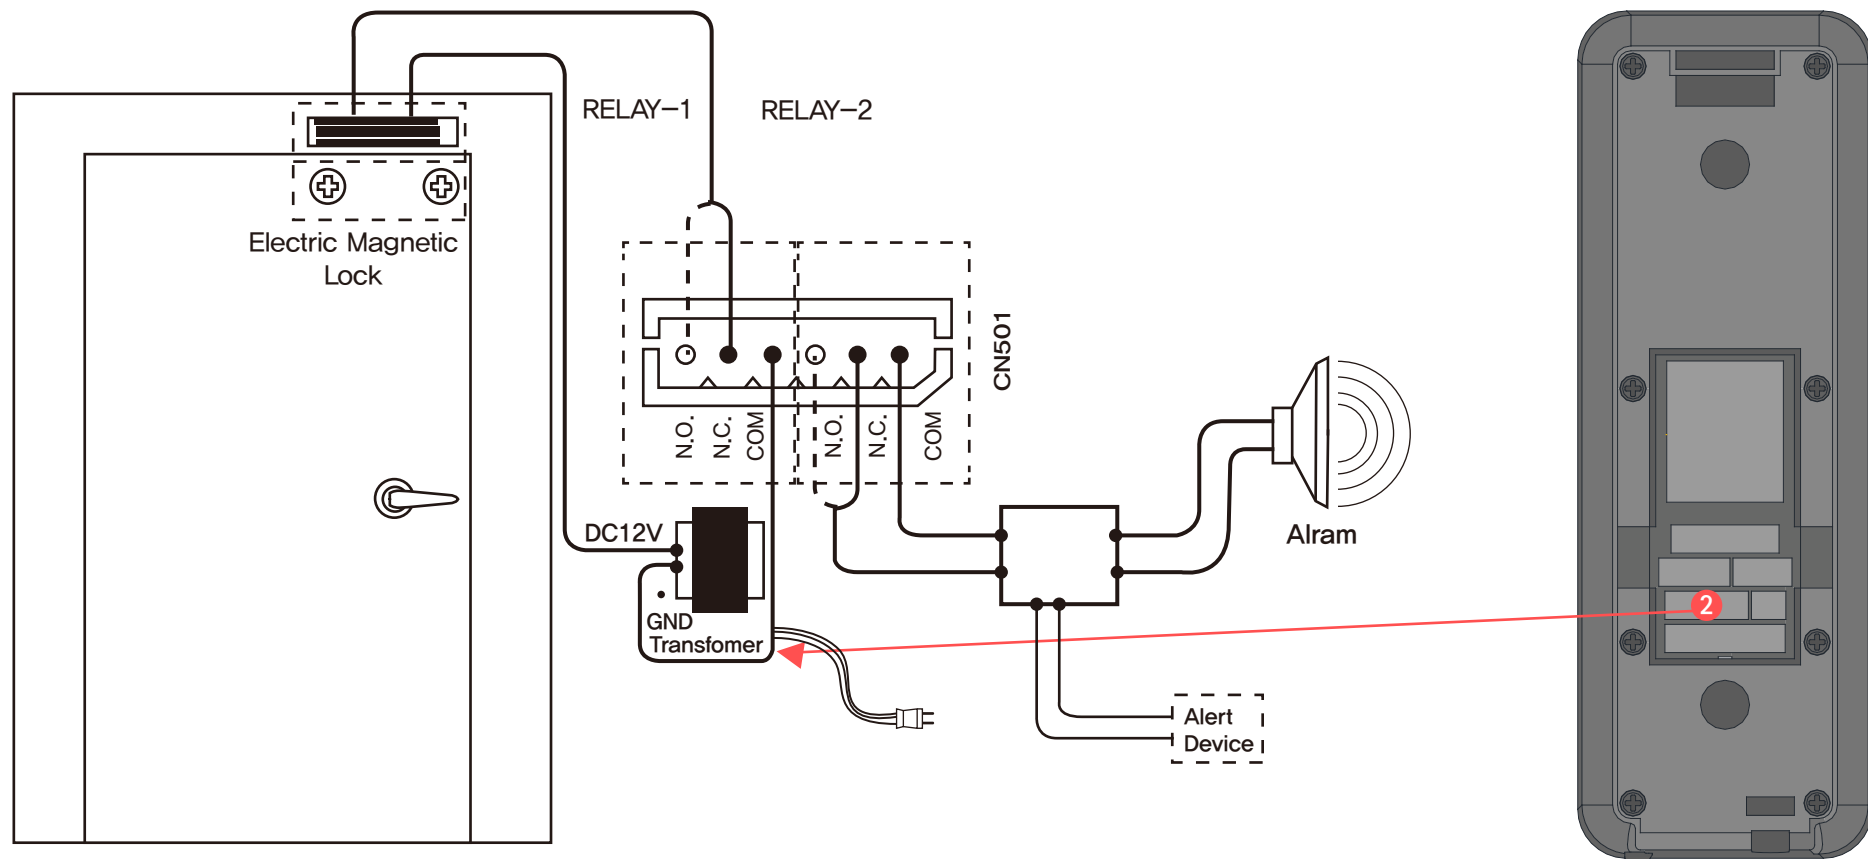 RELAY-1
RELAY-2
Electric Magnetic
Lock
CN501
N.O.
N.C.
COM
N.O.
N.C.
COM
DC12V
GND
Transfomer
Alram
2
Alert
Device